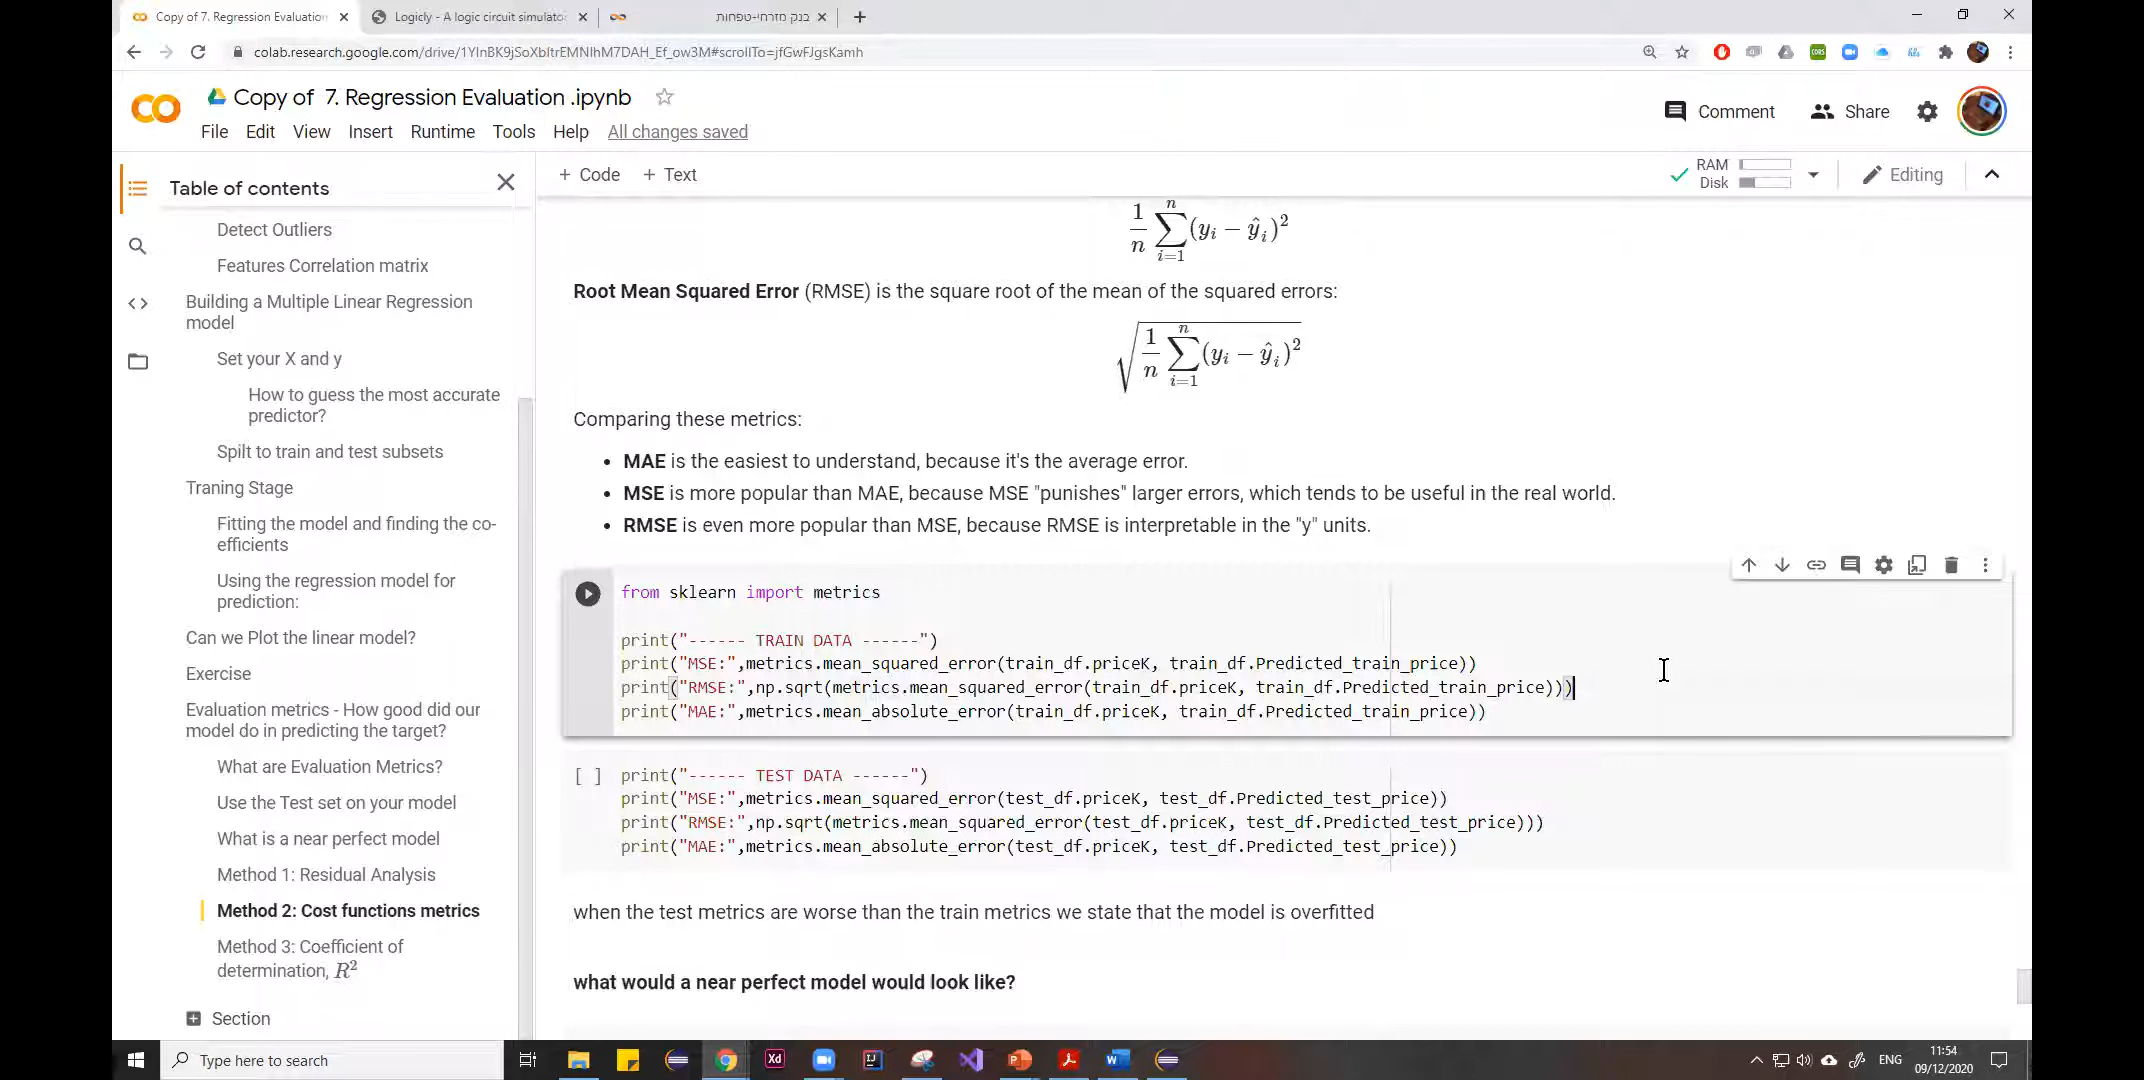 Copy of 7. Regression Evaluation
Logicly - A logic circuit simulator
בנק מזרחי-טפחות
colab.research.google.com/drive/1YlnBK9jSoXbltrEMNlhM7DAH_Ef_ow3M#scrollTo=jfGwFJgsKamh
Copy of 7. Regression Evaluation .ipynb
Comment
Share
File Edit View Insert Runtime Tools Help All changes saved
+ Code + Text
RAM
Disk
Editing
Table of contents
Detect Outliers
Features Correlation matrix
Building a Multiple Linear Regression
model
Set your X and y
How to guess the most accurate
predictor?
Spilt to train and test subsets
Traning Stage
Fitting the model and finding the co-
efficients
Using the regression model for
prediction:
Can we Plot the linear model?
Exercise
Evaluation metrics - How good did our
model do in predicting the target?
What are Evaluation Metrics?
Use the Test set on your model
What is a near perfect model
Method 1: Residual Analysis
Method 2: Cost functions metrics
Method 3: Coefficient of
determination, R²
Section
1/n ∑ⁿᵢ₌₁ (yᵢ − ŷᵢ)²
Root Mean Squared Error (RMSE) is the square root of the mean of the squared errors:
√(1/n ∑ⁿᵢ₌₁ (yᵢ − ŷᵢ)²)
Comparing these metrics:
• MAE is the easiest to understand, because it's the average error.
• MSE is more popular than MAE, because MSE "punishes" larger errors, which tends to be useful in the real world.
• RMSE is even more popular than MSE, because RMSE is interpretable in the "y" units.
from sklearn import metrics
print("------ TRAIN DATA ------")
print("MSE:",metrics.mean_squared_error(train_df.priceK, train_df.Predicted_train_price))
print("RMSE:",np.sqrt(metrics.mean_squared_error(train_df.priceK, train_df.Predicted_train_price)))
print("MAE:",metrics.mean_absolute_error(train_df.priceK, train_df.Predicted_train_price))
[ ] print("------ TEST DATA ------")
print("MSE:",metrics.mean_squared_error(test_df.priceK, test_df.Predicted_test_price))
print("RMSE:",np.sqrt(metrics.mean_squared_error(test_df.priceK, test_df.Predicted_test_price)))
print("MAE:",metrics.mean_absolute_error(test_df.priceK, test_df.Predicted_test_price))
when the test metrics are worse than the train metrics we state that the model is overfitted
what would a near perfect model would look like?
Type here to search
Xd
ENG
11:54
09/12/2020